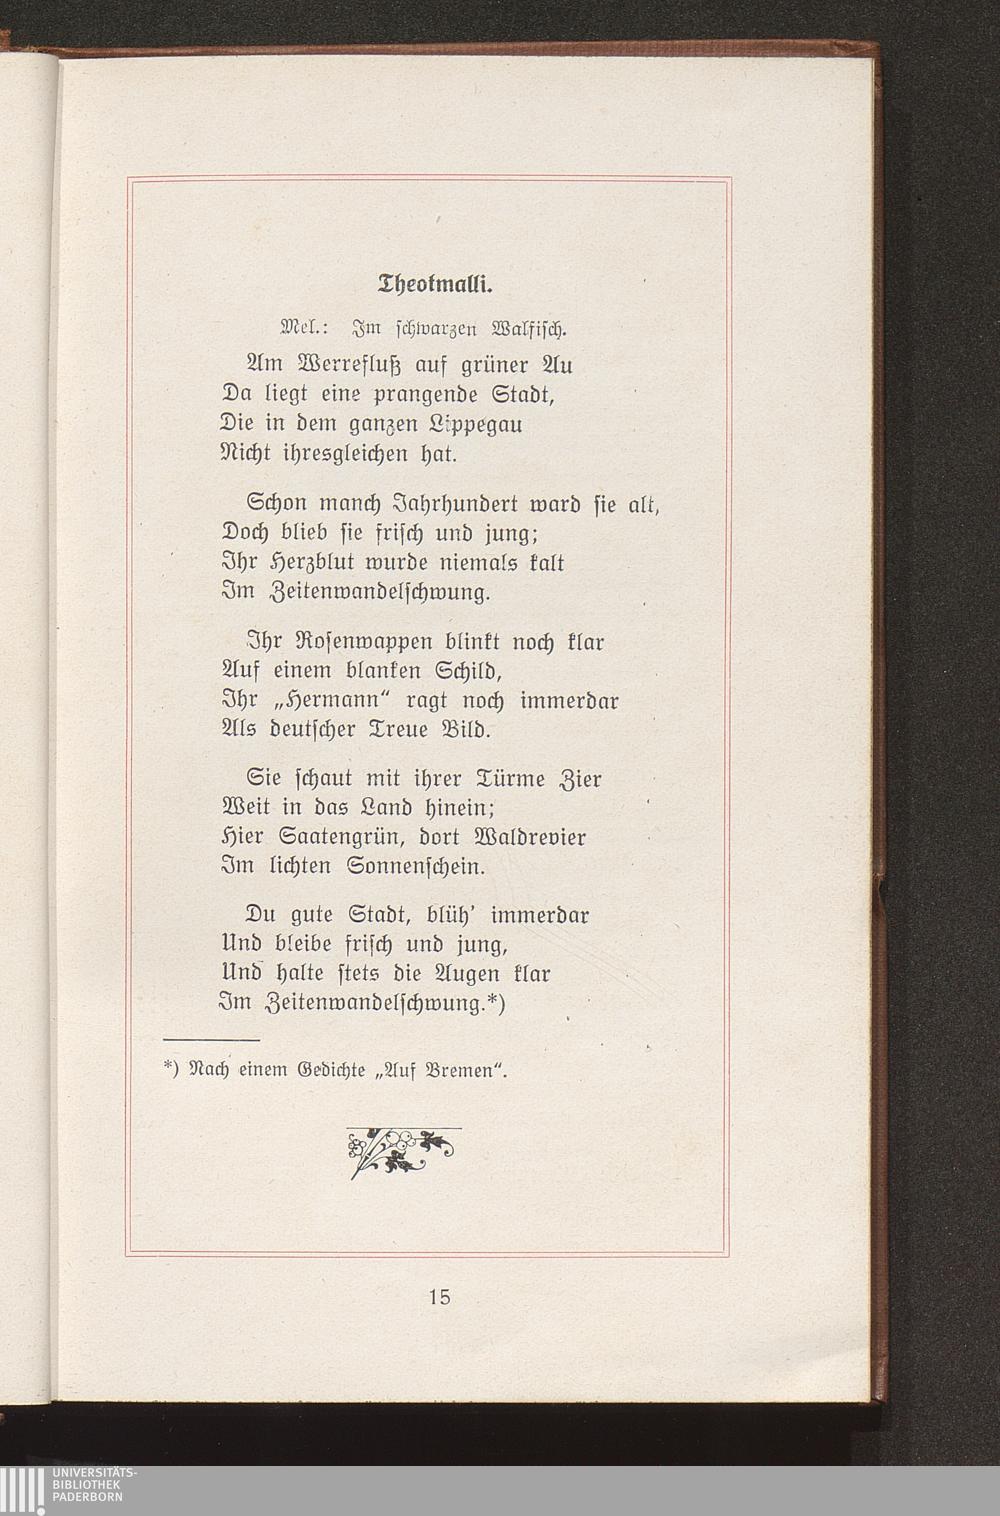 Theotmalli.
Mel.: Im schwarzen Walfisch.
Am Werrefluß auf grüner Au
Da liegt eine prangende Stadt,
Die in dem ganzen Lippegau
Nicht ihresgleichen hat.
Schon manch Jahrhundert ward sie alt,
Doch blieb sie frisch und jung;
Ihr Herzblut wurde niemals kalt
Im Zeitenwandelschwung.
Ihr Rosenwappen blinkt noch klar
Auf einem blanken Schild,
Ihr „Hermann“ ragt noch immerdar
Als deutscher Treue Bild.
Sie schaut mit ihrer Türme Zier
Weit in das Land hinein;
Hier Saatengrün, dort Waldrevier
Im lichten Sonnenschein.
Du gute Stadt, blüh' immerdar
Und bleibe frisch und jung,
Und halte stets die Augen klar
Im Zeitenwandelschwung.*)
*) Nach einem Gedichte „Auf Bremen“.
15
UNIVERSITÄTS-
BIBLIOTHEK
PADERBORN